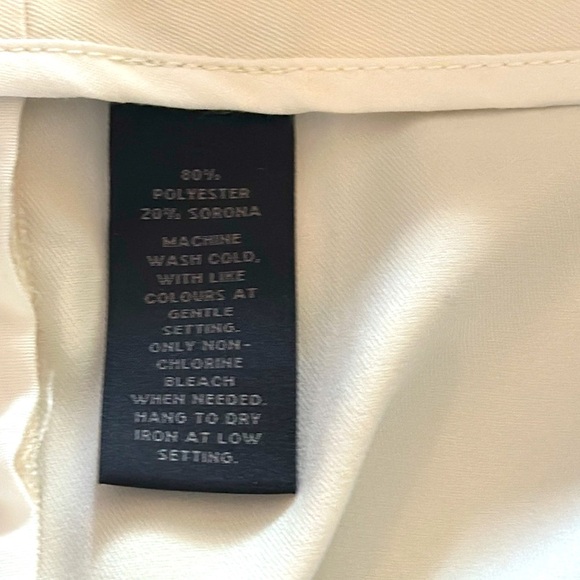 80%
POLYESTER
20% SORONA
MACHINE
WASH COLD,
WITH LIKE
COLOURS AT
GENTLE
SETTING.
ONLY NON-
CHLORINE
BLEACH
WHEN NEEDED.
HANG TO DRY
IRON AT LOW
SETTING.